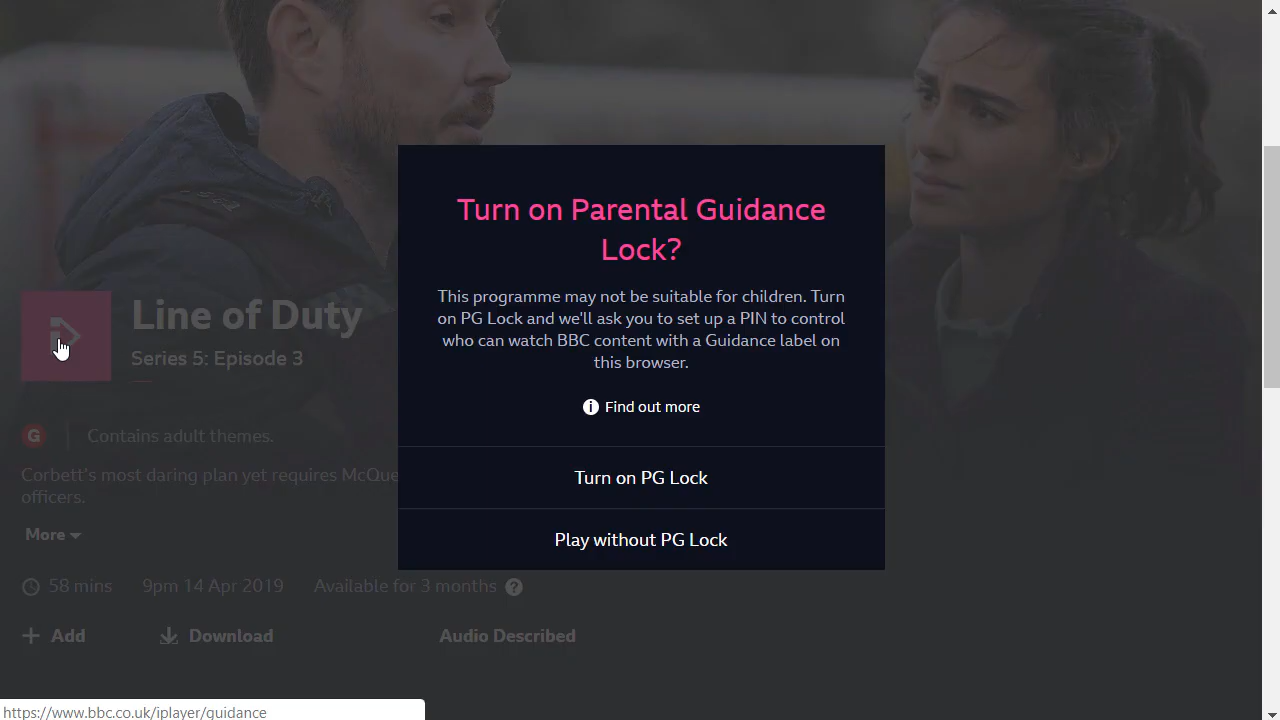 Turn on Parental Guidance
Lock?
This programme may not be suitable for children. Turn
on PG Lock and we'll ask you to set up a PIN to control
who can watch BBC content with a Guidance label on
this browser.
i Find out more
Turn on PG Lock
Play without PG Lock
Line of Duty
Series 5: Episode 3
G Contains adult themes.
Corbett's most daring plan yet requires
officers.
More
58 mins 9pm 14 Apr 2019 Available for 3 months ?
Add Download Audio Described
https://www.bbc.co.uk/iplayer/guidance